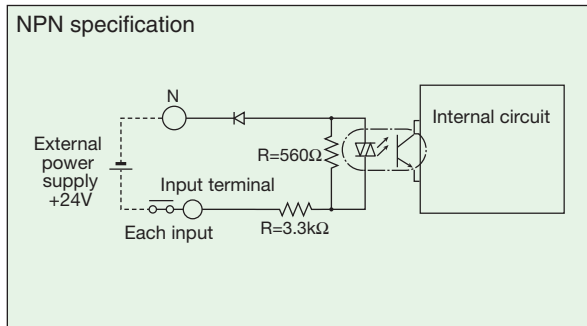 NPN specification
N
Internal circuit
External
power
supply
+24V
R=560Ω
Input terminal
Each input
R=3.3kΩ